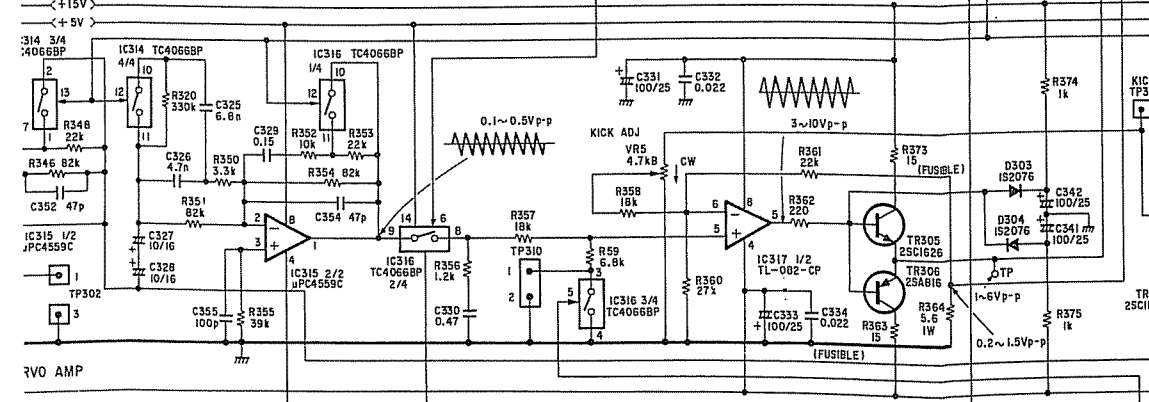 (+15V)
(+5V)
C314 3/4
C4066BP
2
13
7
1
R348
22k
R346 82k
C352 47p
IC315 1/2
μPC4559C
1
TP302
3
RVO AMP
IC314 TC4066BP
4/4
10
12
11
R320
330k
C325
6.8n
C326
4.7n
R350
3.3k
R351
82k
C327
10/16
C328
10/16
C355
100p
R355
39k
C329
0.15
R352
10k
IC316 TC4066BP
1/4
10
12
11
R353
22k
R354 82k
C354 47p
2
3
8
4
1
IC315 2/2
μPC4559C
0.1~0.5Vp-p
14
6
9
8
IC316
TC4066BP
2/4
R356
1.2k
C330
0.47
R357
18k
TP310
1
2
R59
6.8k
3
5
4
IC316 3/4
TC4066BP
C331
100/25
C332
0.022
KICK ADJ
VR5
4.7kB
CW
R358
18k
R360
27k
3~10Vp-p
R361
22k
6
5
8
4
5
R362
220
IC317 1/2
TL-082-CP
C333
100/25
C334
0.022
R373
15
(FUSIBLE)
TR305
2SC1626
TR306
2SA816
R363
15
(FUSIBLE)
R364
5.6
1W
TP
1~6Vp-p
0.2~1.5Vp-p
D303
1S2076
D304
1S2076
R374
1k
C342
100/25
C341
100/25
R375
1k
KIC
TP3
TR
2SC1